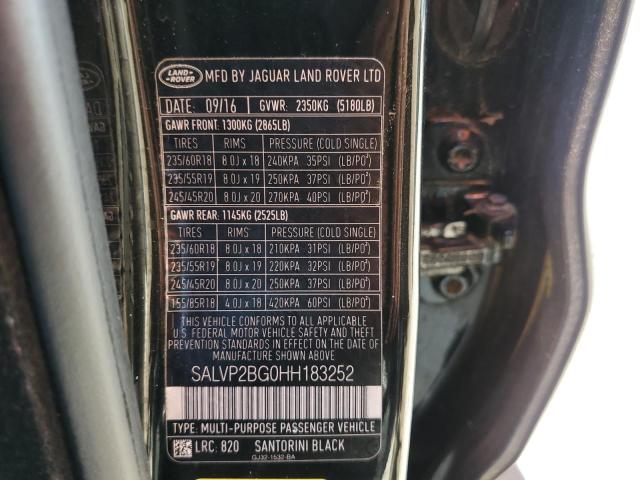 LAND ROVER MFD BY JAGUAR LAND ROVER LTD
DATE: 09/16 GVWR: 2350KG (5180LB)
GAWR FRONT: 1300KG (2865LB)
TIRES RIMS PRESSURE (COLD SINGLE)
235/60R18 8.0J x 18 240KPA 35PSI (LB/PO²)
235/55R19 8.0J x 19 250KPA 37PSI (LB/PO²)
245/45R20 8.0J x 20 270KPA 40PSI (LB/PO²)
GAWR REAR: 1145KG (2525LB)
TIRES RIMS PRESSURE (COLD SINGLE)
235/60R18 8.0J x 18 210KPA 31PSI (LB/PO²)
235/55R19 8.0J x 19 220KPA 32PSI (LB/PO²)
245/45R20 8.0J x 20 250KPA 37PSI (LB/PO²)
155/85R18 4.0J x 18 420KPA 60PSI (LB/PO²)
THIS VEHICLE CONFORMS TO ALL APPLICABLE
U.S. FEDERAL MOTOR VEHICLE SAFETY AND THEFT
PREVENTION STANDARDS IN EFFECT ON THE DATE
OF MANUFACTURE SHOWN ABOVE.
SALVP2BG0HH183252
TYPE: MULTI-PURPOSE PASSENGER VEHICLE
LRC: 820 SANTORINI BLACK
GJ32-1532-BA